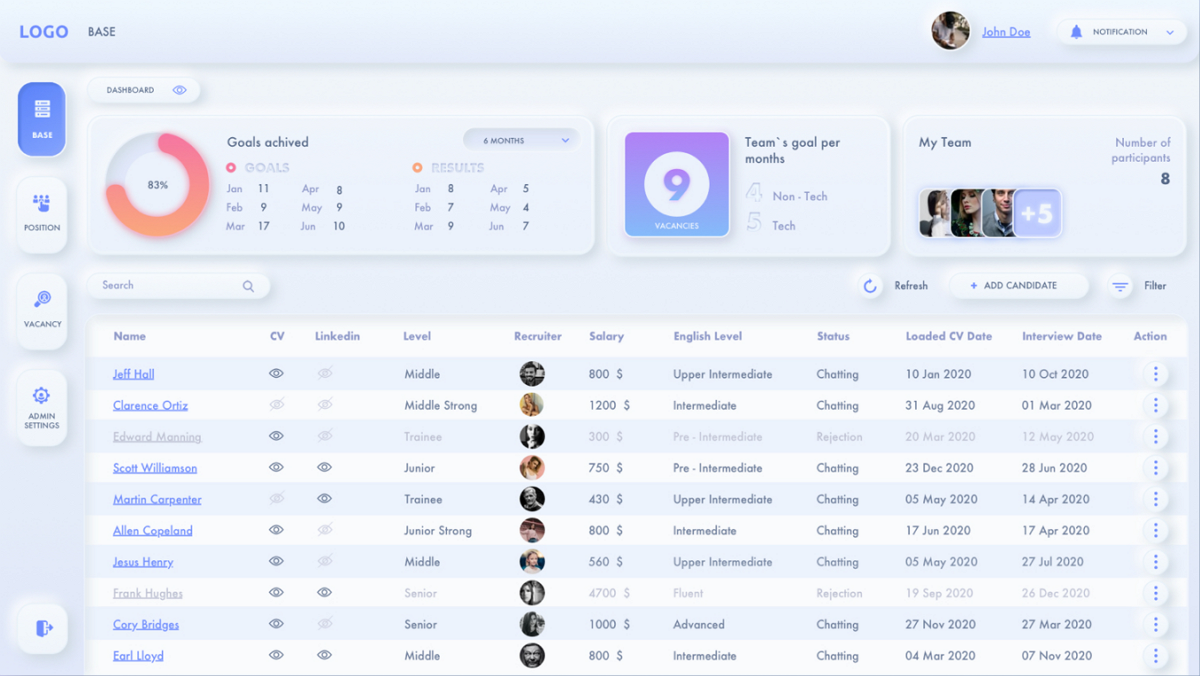 LOGO BASE John Doe NOTIFICATION
DASHBOARD
BASE
POSITION
VACANCY
ADMIN
SETTINGS
83%
Goals achived 6 MONTHS
GOALS RESULTS
Jan 11 Apr 8 Jan 8 Apr 5
Feb 9 May 9 Feb 7 May 4
Mar 17 Jun 10 Mar 9 Jun 7
9
VACANCIES
Team`s goal per
months
4 Non - Tech
5 Tech
My Team
Number of
participants
8
+5
Search Refresh + ADD CANDIDATE Filter
Name CV Linkedin Level Recruiter Salary English Level Status Loaded CV Date Interview Date Action
Jeff Hall Middle 800 $ Upper Intermediate Chatting 10 Jan 2020 10 Oct 2020
Clarence Ortiz Middle Strong 1200 $ Intermediate Chatting 31 Aug 2020 01 Mar 2020
Edward Manning Trainee 300 $ Pre - Intermediate Rejection 20 Mar 2020 12 May 2020
Scott Williamson Junior 750 $ Pre - Intermediate Chatting 23 Dec 2020 28 Jun 2020
Martin Carpenter Trainee 430 $ Upper Intermediate Chatting 05 May 2020 14 Apr 2020
Allen Copeland Junior Strong 800 $ Intermediate Chatting 17 Jun 2020 17 Apr 2020
Jesus Henry Middle 560 $ Upper Intermediate Chatting 05 May 2020 27 Jul 2020
Frank Hughes Senior 4700 $ Fluent Rejection 19 Sep 2020 26 Dec 2020
Cory Bridges Senior 1000 $ Advanced Chatting 27 Nov 2020 27 Mar 2020
Earl Lloyd Middle 800 $ Intermediate Chatting 04 Mar 2020 07 Nov 2020